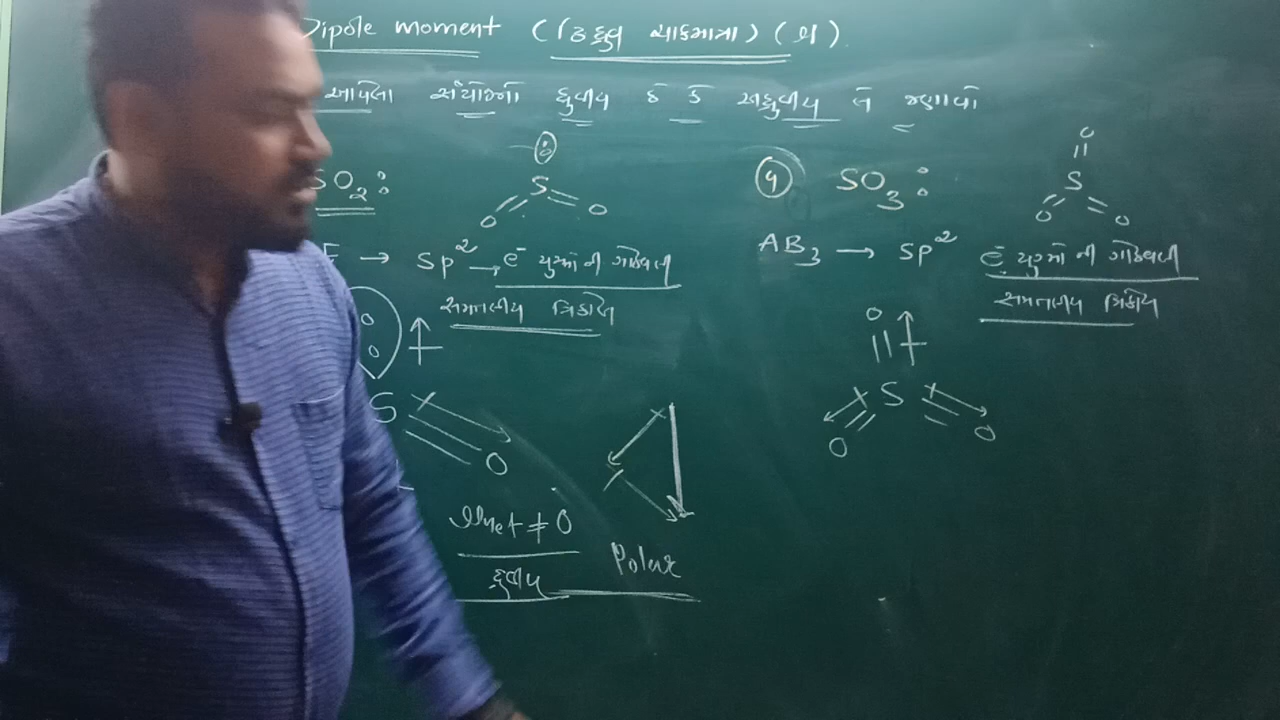 Dipole moment (દ્વિધ્રુવ ચાકમાત્રા) (μ).
આપેલા સંયોજનો ધ્રુવીય છે કે અધ્રુવીય તે જણાવો
SO2:
S
O O
E → sp2 → e- યુગ્મોની ગોઠવણી
સમતલીય ત્રિકોણ
S
O
μnet ≠ 0
ધ્રુવીય Polar
④ SO3:
O
S
O O
AB3 → sp2 e- યુગ્મોની ગોઠવણી
સમતલીય ત્રિકોણ
O
S
O O